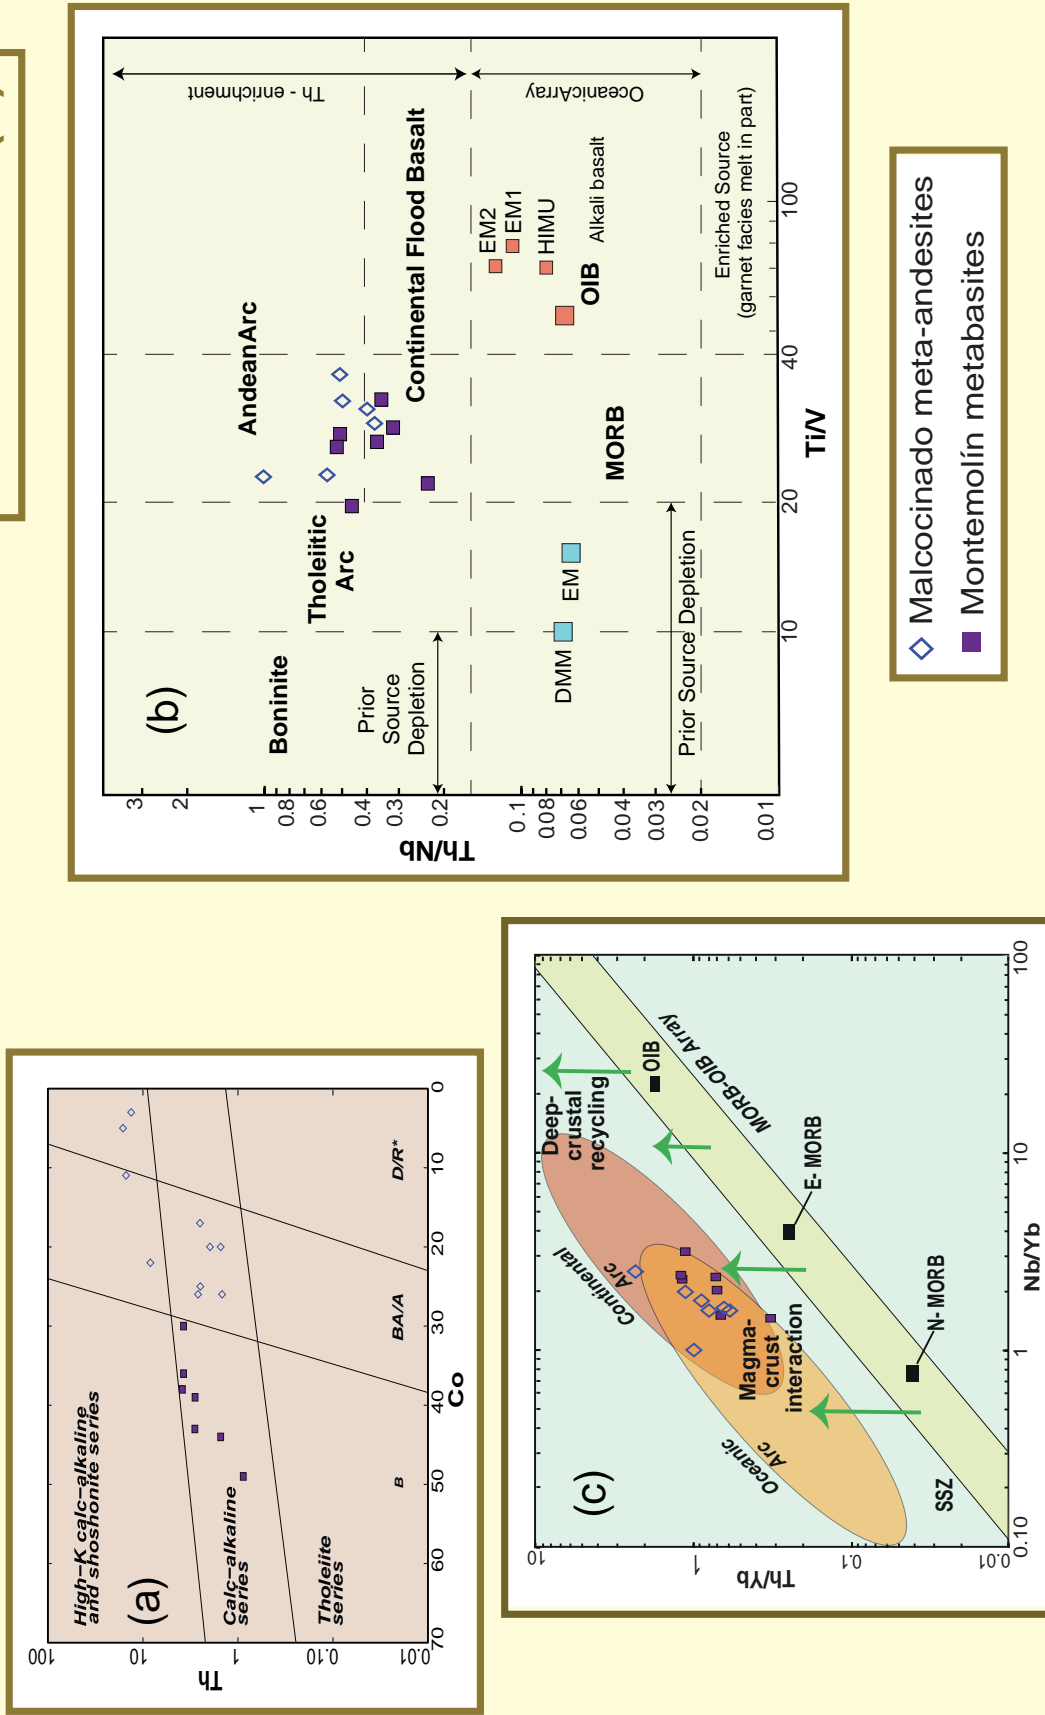 (a)
High-K calc-alkaline
and shoshonite series
Calc-alkaline
series
Tholeiite
series
B
BA/A
D/R*
Th
100
10
1
0.10
0.01
70
60
50
40
30
20
10
0
Co
(b)
Th - enrichment
OceanicArray
Boninite
Tholeiitic
Arc
AndeanArc
Continental Flood Basalt
Prior
Source
Depletion
MORB
OIB
EM2
EM1
HIMU
Alkali basalt
DMM
EM
Prior Source Depletion
Enriched Source
(garnet facies melt in part)
Th/Nb
3
2
1
0.8
0.6
0.4
0.3
0.2
0.1
0.08
0.06
0.04
0.03
0.02
0.01
10
20
40
100
Ti/V
(c)
Deep-
crustal
recycling
Continental
Arc
Oceanic
Arc
Magma-
crust
interaction
MORB-OIB Array
OIB
E- MORB
N- MORB
SSZ
Th/Yb
10
1
0.1
0.01
0.10
1
10
100
Nb/Yb
Malcocinado meta-andesites
Montemolín metabasites